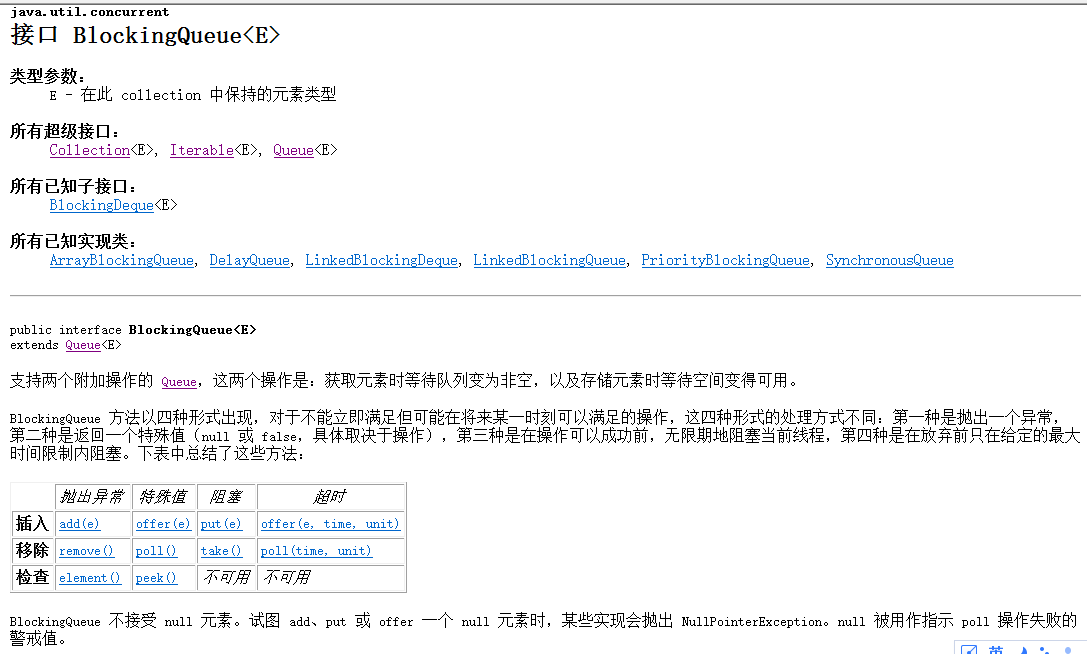 java.util.concurrent
接口 BlockingQueue<E>
类型参数：
E - 在此 collection 中保持的元素类型
所有超级接口：
Collection<E>, Iterable<E>, Queue<E>
所有已知子接口：
BlockingDeque<E>
所有已知实现类：
ArrayBlockingQueue, DelayQueue, LinkedBlockingDeque, LinkedBlockingQueue, PriorityBlockingQueue, SynchronousQueue
public interface BlockingQueue<E>
extends Queue<E>
支持两个附加操作的 Queue，这两个操作是：获取元素时等待队列变为非空，以及存储元素时等待空间变得可用。
BlockingQueue 方法以四种形式出现，对于不能立即满足但可能在将来某一时刻可以满足的操作，这四种形式的处理方式不同：第一种是抛出一个异常，
第二种是返回一个特殊值（null 或 false，具体取决于操作），第三种是在操作可以成功前，无限期地阻塞当前线程，第四种是在放弃前只在给定的最大
时间限制内阻塞。下表中总结了这些方法：
抛出异常 特殊值 阻塞 超时
插入 add(e) offer(e) put(e) offer(e, time, unit)
移除 remove() poll() take() poll(time, unit)
检查 element() peek() 不可用 不可用
BlockingQueue 不接受 null 元素。试图 add、put 或 offer 一个 null 元素时，某些实现会抛出 NullPointerException。null 被用作指示 poll 操作失败的
警戒值。
英